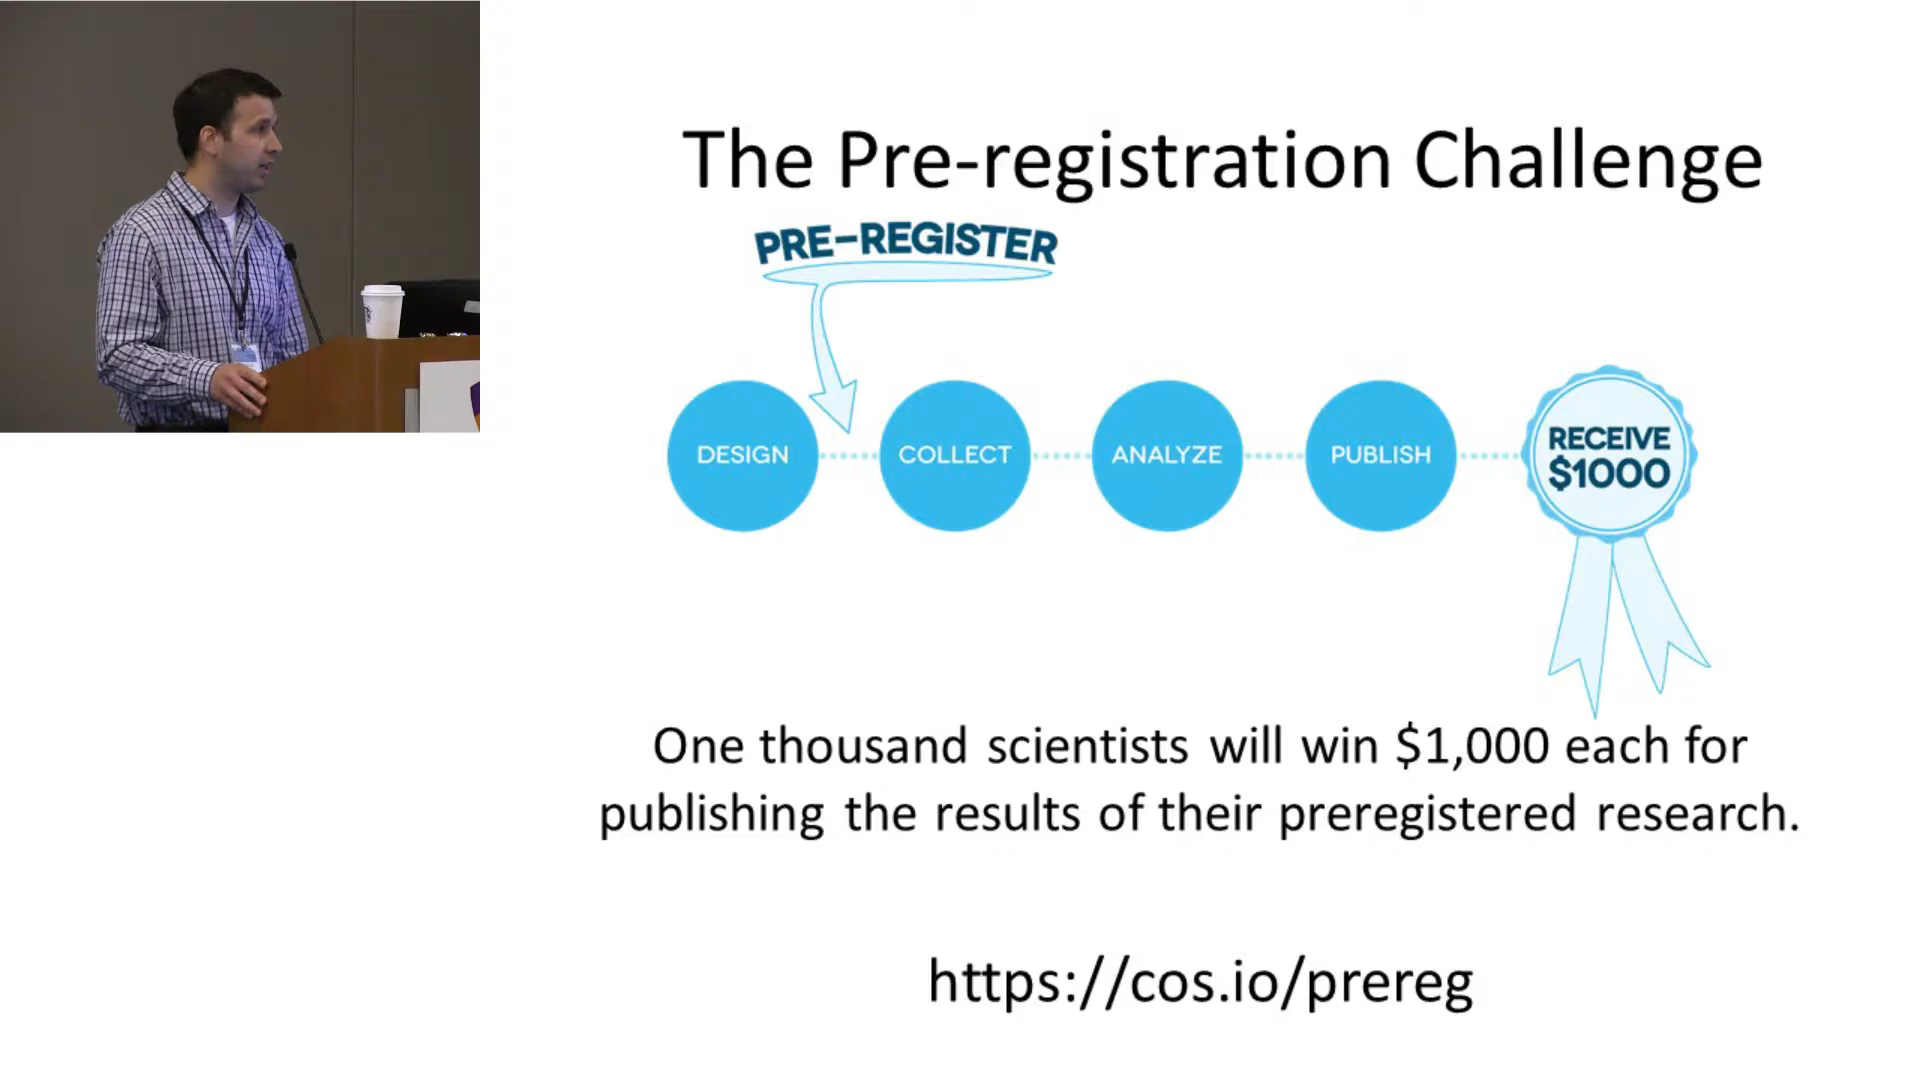 The Pre-registration Challenge
PRE-REGISTER
DESIGN
COLLECT
ANALYZE
PUBLISH
RECEIVE
$1000
One thousand scientists will win $1,000 each for
publishing the results of their preregistered research.
https://cos.io/prereg